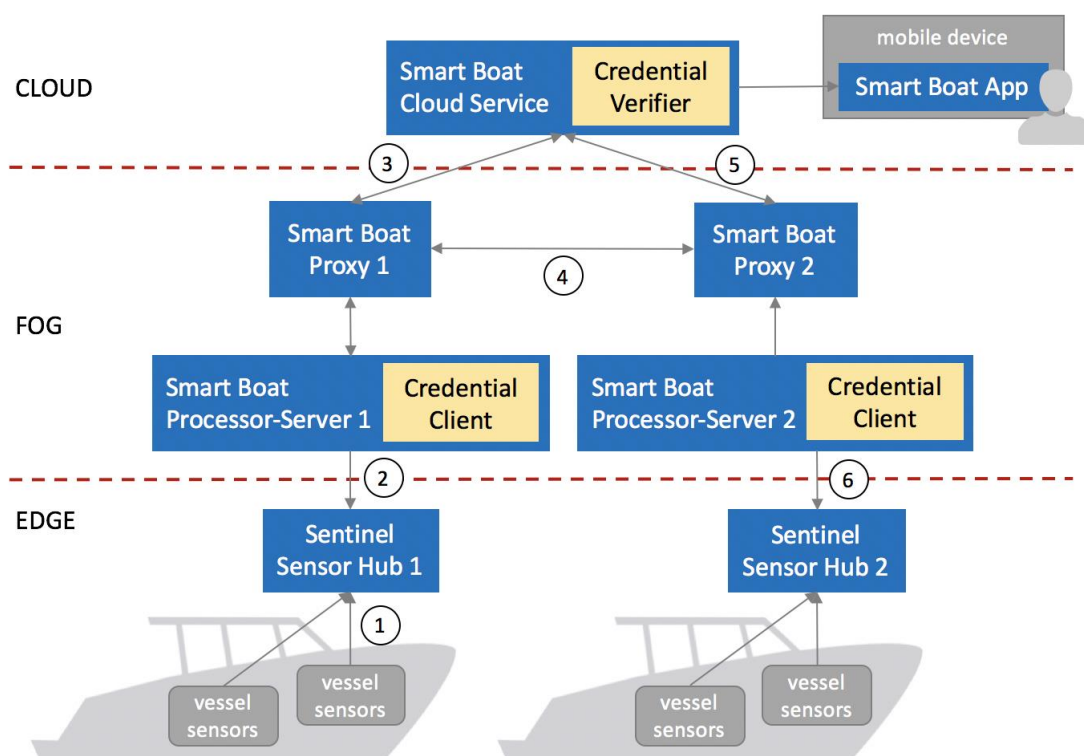 mobile device
CLOUD
Smart Boat
Cloud Service
Credential
Verifier
Smart Boat App
3
5
Smart Boat
Proxy 1
Smart Boat
Proxy 2
4
FOG
Smart Boat
Processor-Server 1
Credential
Client
Smart Boat
Processor-Server 2
Credential
Client
2
6
EDGE
Sentinel
Sensor Hub 1
Sentinel
Sensor Hub 2
1
vessel
sensors
vessel
sensors
vessel
sensors
vessel
sensors